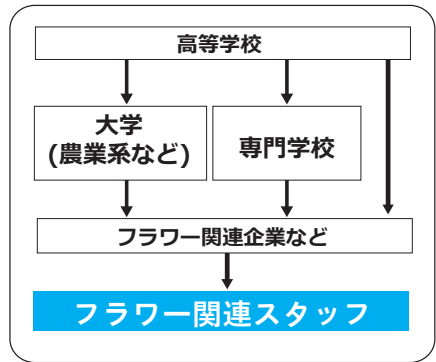 高等学校
大学
(農業系など)
専門学校
フラワー関連企業など
フラワー関連スタッフ